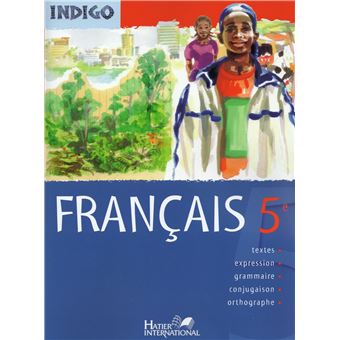 INDIGO
FRANÇAIS 5e
textes
expression
grammaire
conjugaison
orthographe
HATIER
INTERNATIONAL